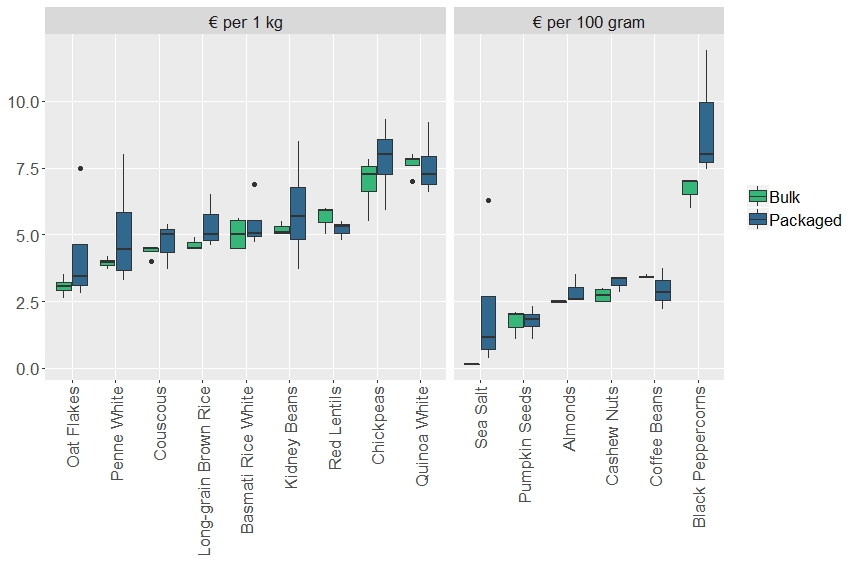 € per 1 kg
€ per 100 gram
10.0
7.5
5.0
2.5
0.0
Bulk
Packaged
Oat Flakes
Penne White
Couscous
Long-grain Brown Rice
Basmati Rice White
Kidney Beans
Red Lentils
Chickpeas
Quinoa White
Sea Salt
Pumpkin Seeds
Almonds
Cashew Nuts
Coffee Beans
Black Peppercorns